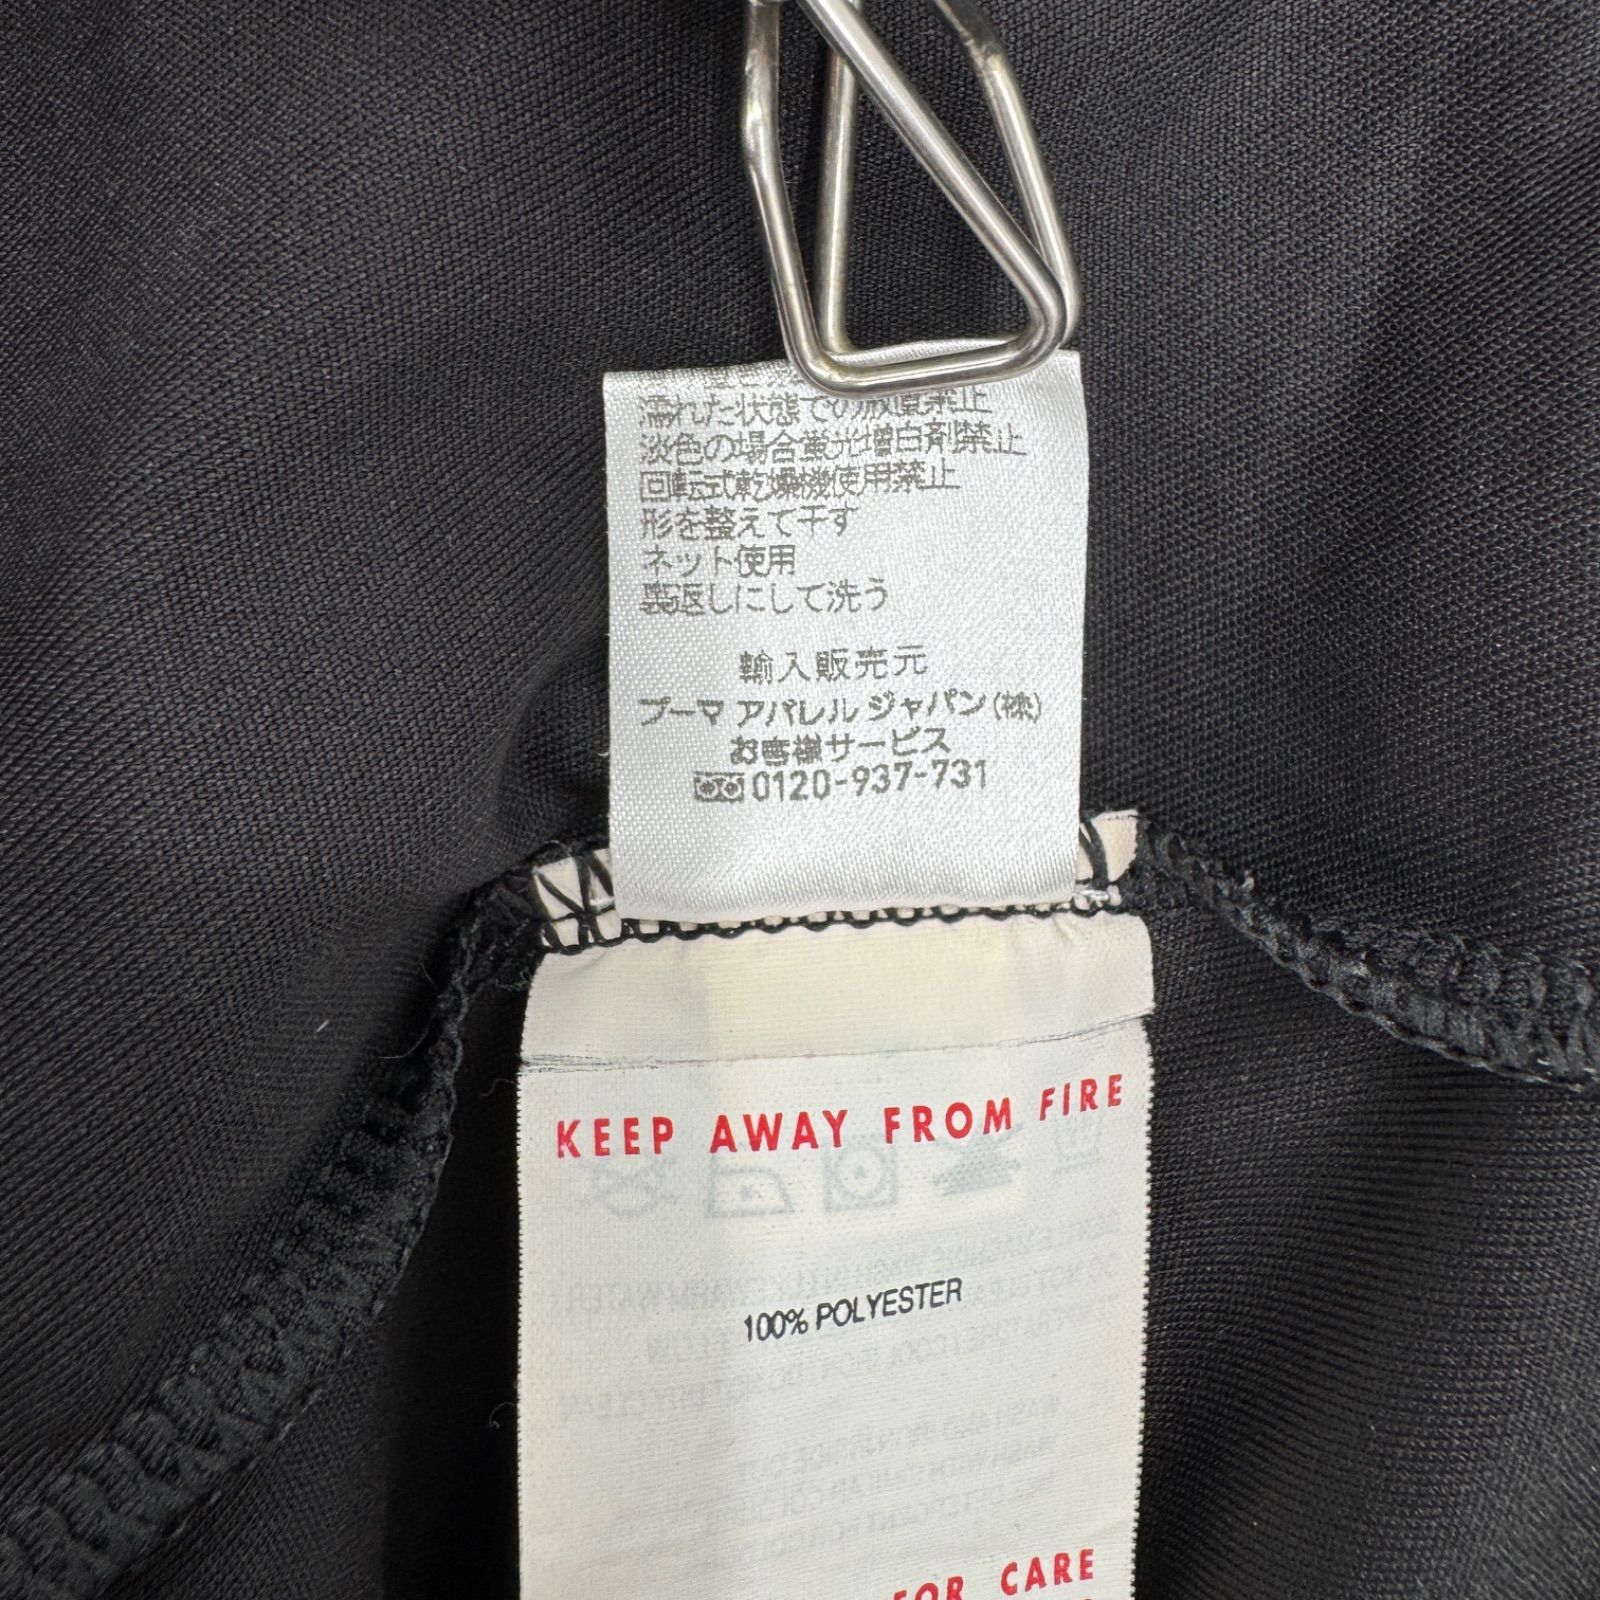 濡れた状態での放置禁止
淡色の場合蛍光増白剤禁止
回転式乾燥機使用禁止
形を整えて干す
ネット使用
裏返しにして洗う
輸入販売元
プーマ アパレル ジャパン(株)
お客様サービス
0120-937-731
KEEP AWAY FROM FIRE
100% POLYESTER
FOR CARE